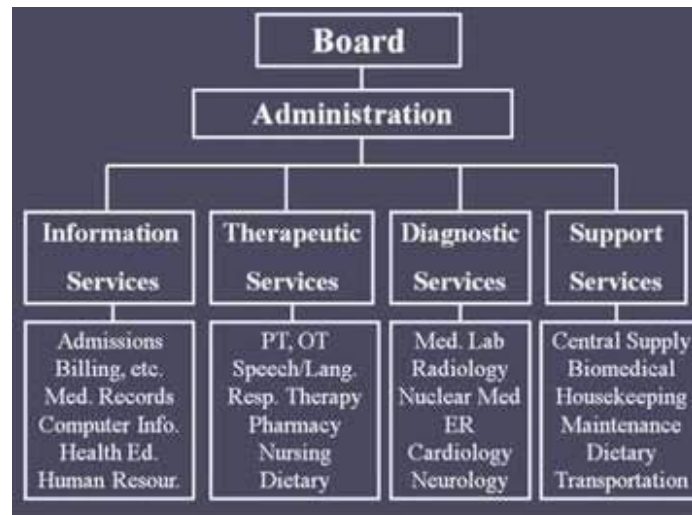 Board
Administration
Information
Services
Therapeutic
Services
Diagnostic
Services
Support
Services
Admissions
Billing, etc.
Med. Records
Computer Info.
Health Ed.
Human Resour.
PT, OT
Speech/Lang.
Resp. Therapy
Pharmacy
Nursing
Dietary
Med. Lab
Radiology
Nuclear Med
ER
Cardiology
Neurology
Central Supply
Biomedical
Housekeeping
Maintenance
Dietary
Transportation